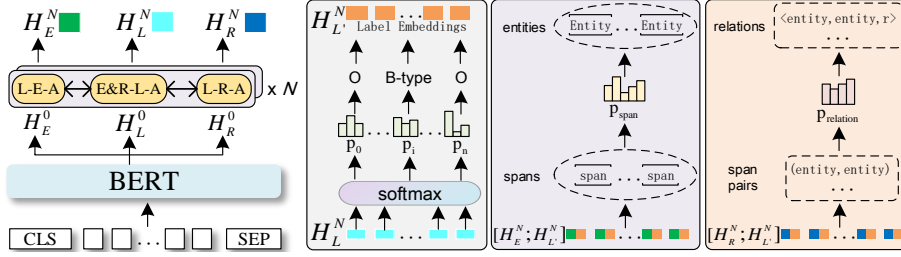 H_E^N H_L^N H_R^N
L-E-A E&R-L-A L-R-A x N
H_E^0 H_L^0 H_R^0
BERT
CLS ... SEP
H_L'^N
Label Embeddings
O B-type O
p_0 ... p_i ... p_n
softmax
H_L^N ... ...
entities Entity ... Entity
p_span
spans span ... span
[H_E^N;H_L'^N] ...
relations <entity,entity,r>
...
p_relation
span (entity,entity)
pairs ...
[H_R^N;H_L'^N] ...